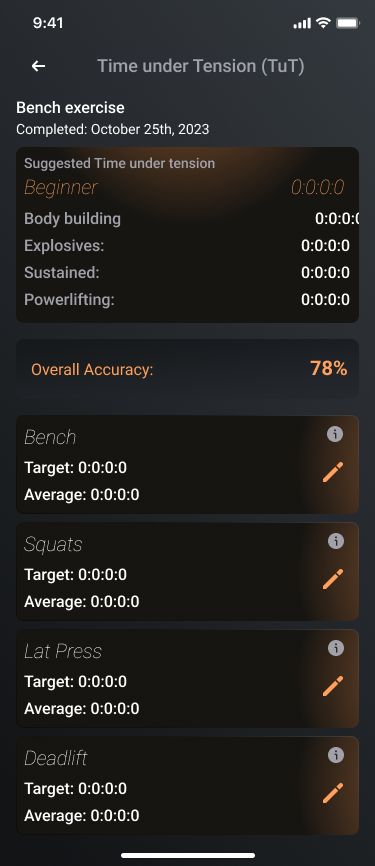 9:41
Time under Tension (TuT)
Bench exercise
Completed: October 25th, 2023
Suggested Time under tension
Beginner 0:0:0:0
Body building 0:0:0:0
Explosives: 0:0:0:0
Sustained: 0:0:0:0
Powerlifting: 0:0:0:0
Overall Accuracy: 78%
Bench
Target: 0:0:0:0
Average: 0:0:0:0
Squats
Target: 0:0:0:0
Average: 0:0:0:0
Lat Press
Target: 0:0:0:0
Average: 0:0:0:0
Deadlift
Target: 0:0:0:0
Average: 0:0:0:0